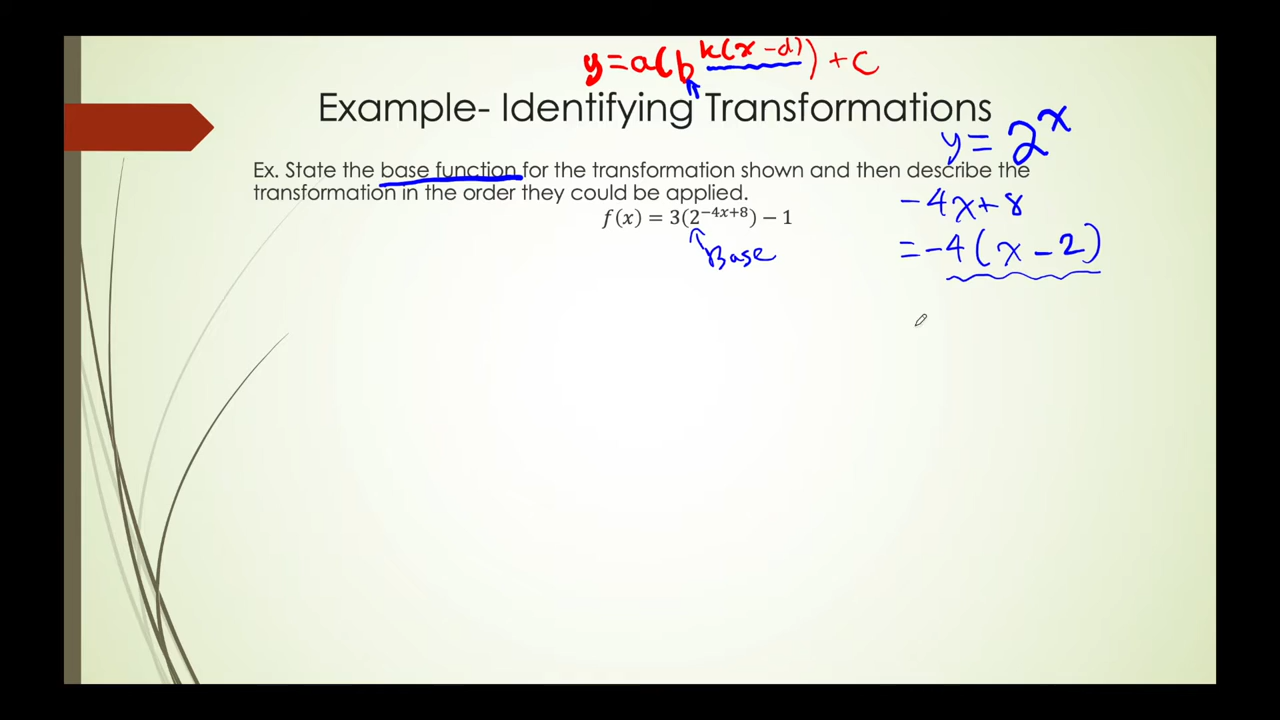 y=a(b^k(x-d))+c
Example- Identifying Transformations
y=2^x
Ex. State the base function for the transformation shown and then describe the
transformation in the order they could be applied.
-4x+8
f(x) = 3(2^−4x+8) − 1
=-4(x-2)
Base